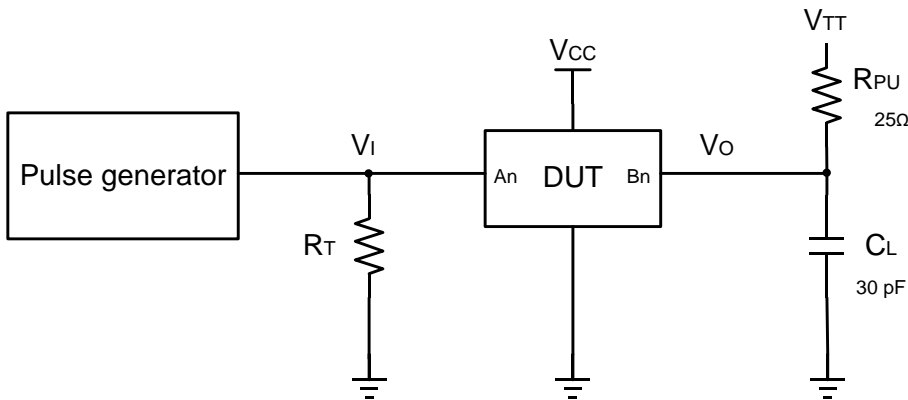 VTT
VCC
RPU
25Ω
Pulse generator
VI
An
DUT
Bn
VO
RT
CL
30 pF